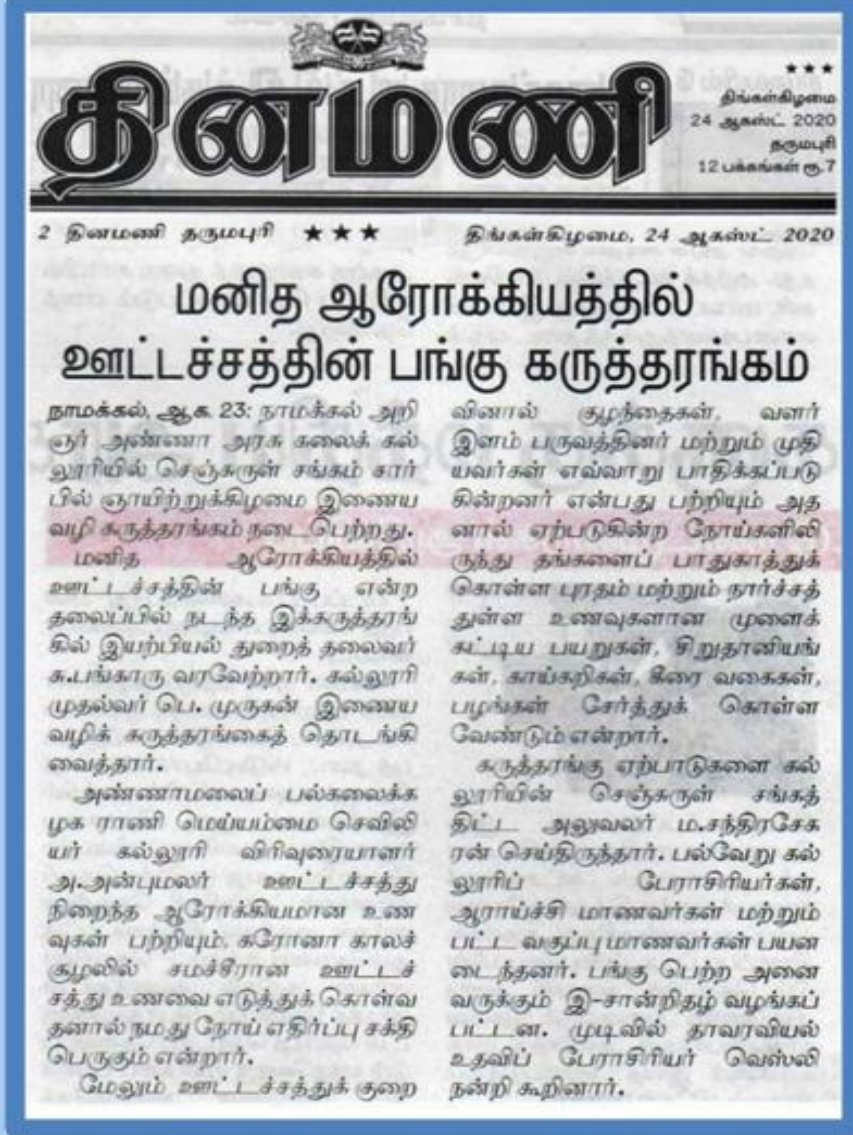 தினமணி
★★★
திங்கள்கிழமை
24 ஆகஸ்ட் 2020
தருமபுரி
12 பக்கங்கள் ரூ.7
2 தினமணி தருமபுரி ★★★ திங்கள்கிழமை, 24 ஆகஸ்ட் 2020
மனித ஆரோக்கியத்தில்
ஊட்டச்சத்தின் பங்கு கருத்தரங்கம்
நாமக்கல், ஆக. 23: நாமக்கல் அறி
ஞர் அண்ணா அரசு கலைக் கல்
லூரியில் செஞ்சுருள் சங்கம் சார்
பில் ஞாயிற்றுக்கிழமை இணைய
வழி கருத்தரங்கம் நடைபெற்றது.
மனித ஆரோக்கியத்தில்
ஊட்டச்சத்தின் பங்கு என்ற
தலைப்பில் நடந்த இக்கருத்தரங்
கில் இயற்பியல் துறைத் தலைவர்
சு.பங்காரு வரவேற்றார். கல்லூரி
முதல்வர் பெ. முருகன் இணைய
வழிக் கருத்தரங்கைத் தொடங்கி
வைத்தார்.
அண்ணாமலைப் பல்கலைக்க
ழக ராணி மெய்யம்மை செவிலி
யர் கல்லூரி விரிவுரையாளர்
அ.அன்புமலர் ஊட்டச்சத்து
நிறைந்த ஆரோக்கியமான உண
வுகள் பற்றியும், கரோனா காலச்
சூழலில் சமச்சீரான ஊட்டச்
சத்து உணவை எடுத்துக் கொள்வ
தனால் நமது நோய் எதிர்ப்பு சக்தி
பெருகும் என்றார்.
மேலும் ஊட்டச்சத்துக் குறை
வினால் குழந்தைகள், வளர்
இளம் பருவத்தினர் மற்றும் முதி
யவர்கள் எவ்வாறு பாதிக்கப்படு
கின்றனர் என்பது பற்றியும் அத
னால் ஏற்படுகின்ற நோய்களிலி
ருந்து தங்களைப் பாதுகாத்துக்
கொள்ள புரதம் மற்றும் நார்ச்சத்
துள்ள உணவுகளான முளைக்
கட்டிய பயறுகள், சிறுதானியங்
கள், காய்கறிகள், கீரை வகைகள்,
பழங்கள் சேர்த்துக் கொள்ள
வேண்டும் என்றார்.
கருத்தரங்கு ஏற்பாடுகளை கல்
லூரியின் செஞ்சுருள் சங்கத்
திட்ட அலுவலர் ம.சந்திரசேக
ரன் செய்திருந்தார். பல்வேறு கல்
லூரிப் பேராசிரியர்கள்,
ஆராய்ச்சி மாணவர்கள் மற்றும்
பட்ட வகுப்பு மாணவர்கள் பயன
டைந்தனர். பங்கு பெற்ற அனை
வருக்கும் இ-சான்றிதழ் வழங்கப்
பட்டன. முடிவில் தாவரவியல்
உதவிப் பேராசிரியர் வெஸ்லி
நன்றி கூறினார்.